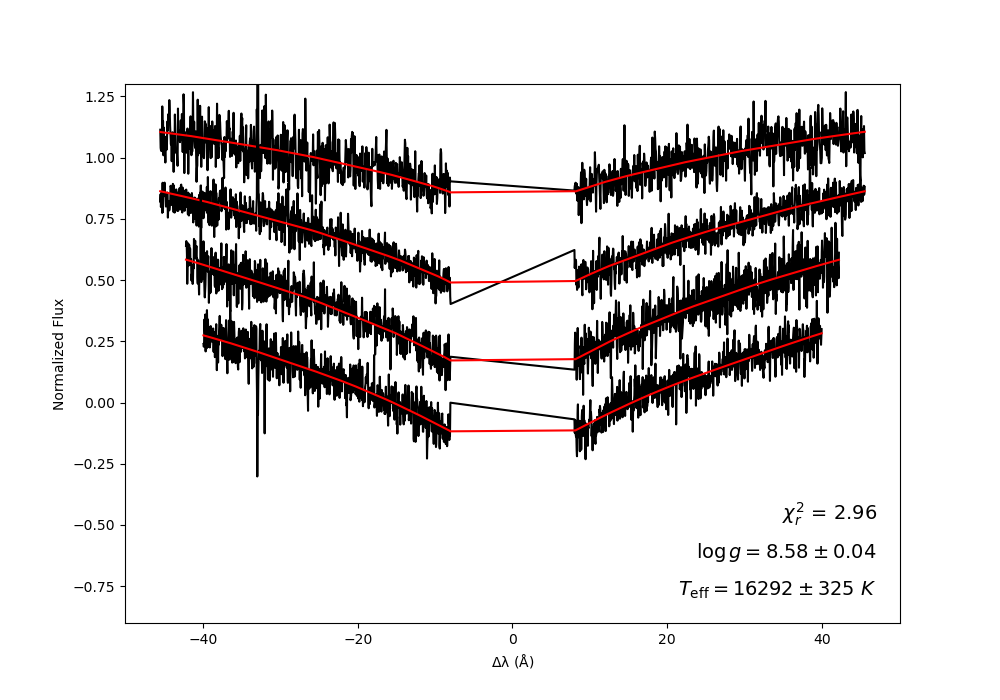 1.25
1.00
0.75
0.50
0.25
0.00
−0.25
−0.50
−0.75
Normalized Flux
χ²ᵣ = 2.96
log g = 8.58 ± 0.04
T_eff = 16292 ± 325 K
−40
−20
0
20
40
Δλ (Å)